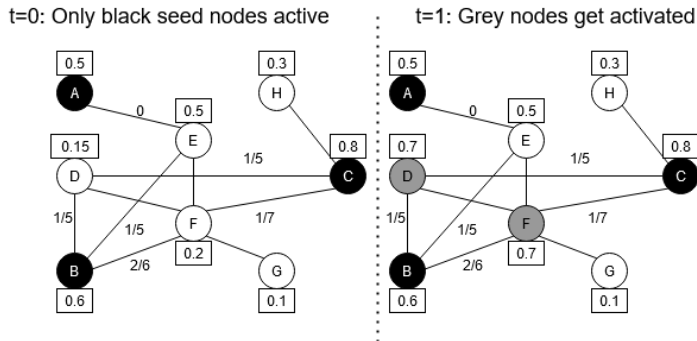 t=0: Only black seed nodes active
t=1: Grey nodes get activated
0.5
0.3
A
H
0
0.5
0.15
E
0.8
1/5
D
C
1/5
F
1/7
1/5
0.2
B
2/6
G
0.6
0.1
0.5
0.3
A
H
0
0.5
0.7
E
0.8
1/5
D
C
1/5
F
1/7
1/5
0.7
B
2/6
G
0.6
0.1